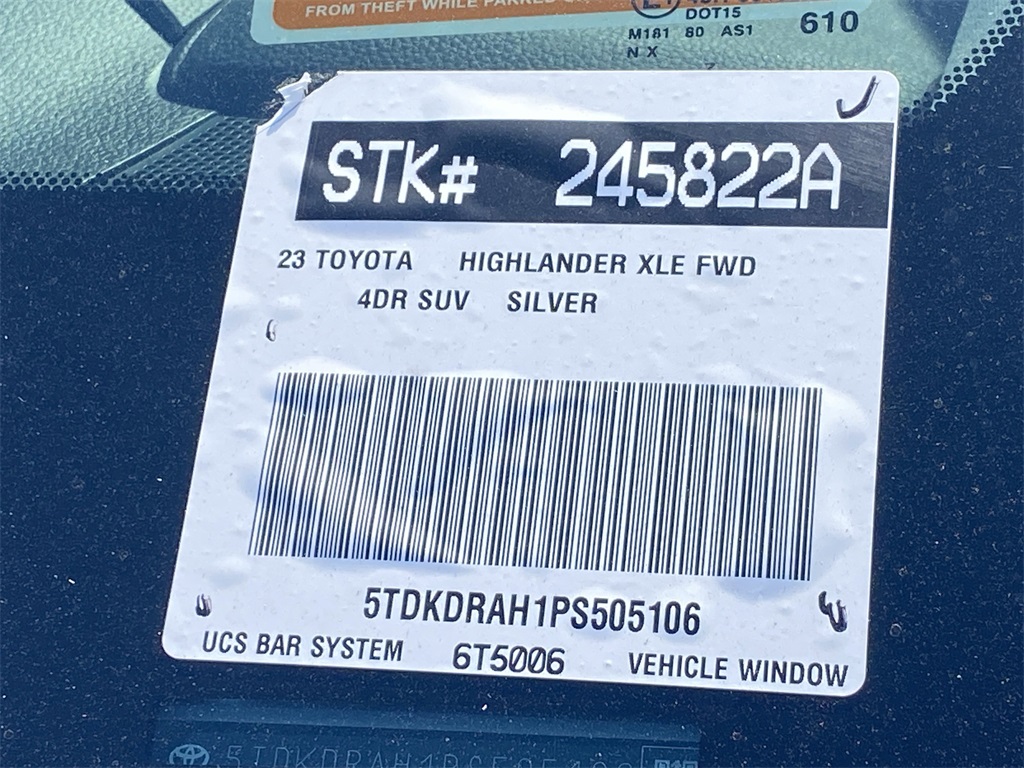 FROM THEFT WHILE PARKED
DOT15
M181 80 AS1
610
N X
STK# 245822A
23 TOYOTA HIGHLANDER XLE FWD
4DR SUV SILVER
5TDKDRAH1PS505106
UCS BAR SYSTEM 6T5006 VEHICLE WINDOW
5TDKDRAH1PS505106